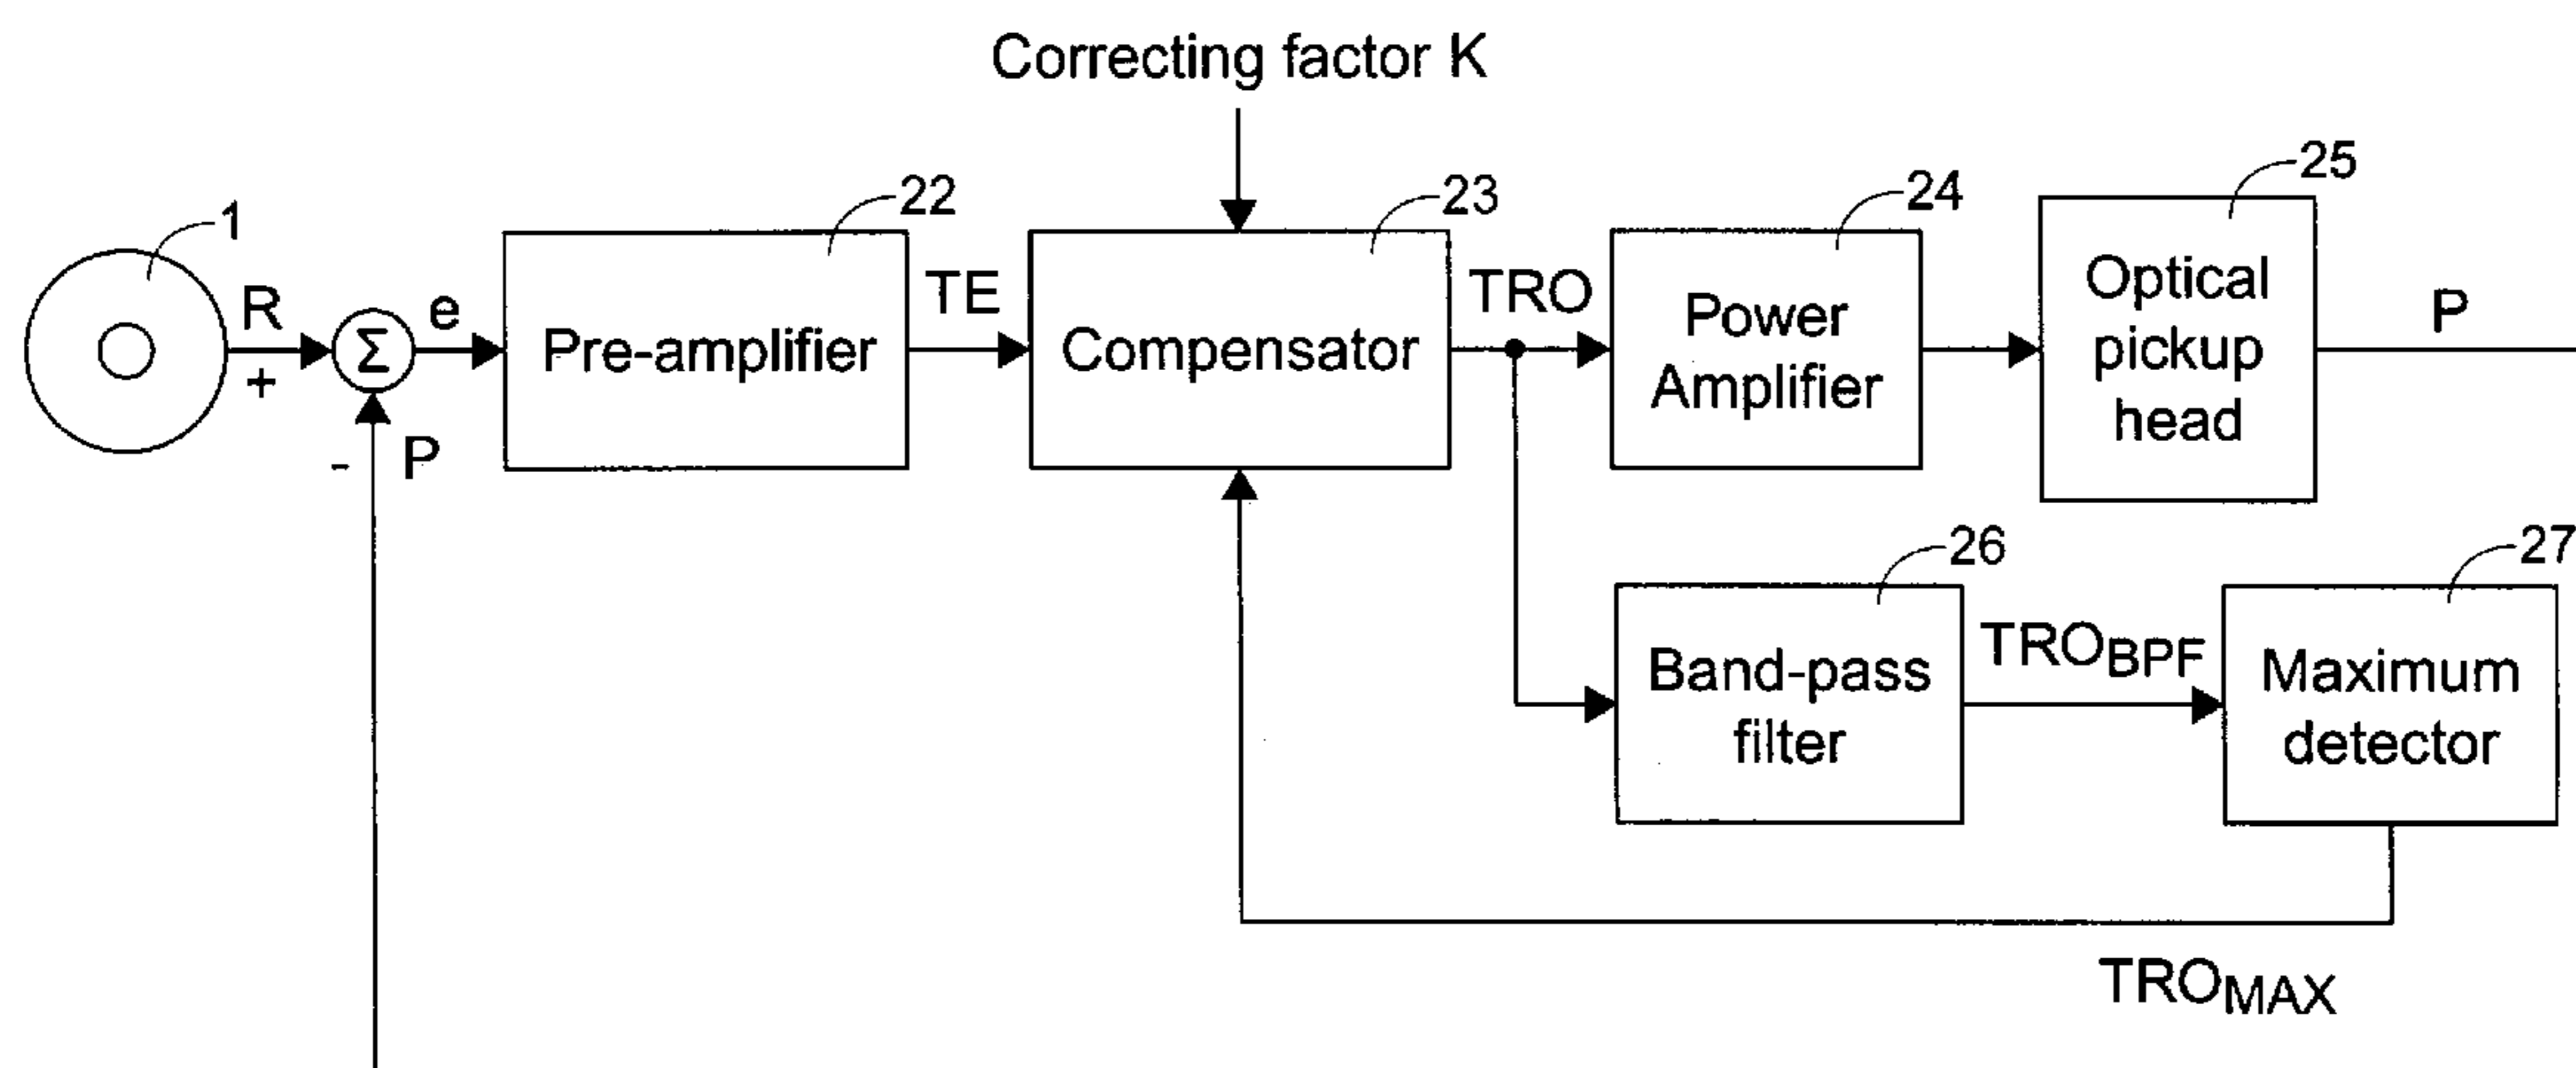 Correcting factor K
1
22
23
24
25
R
+
Σ
e
-
P
Pre-amplifier
TE
Compensator
TRO
Power
Amplifier
Optical
pickup
head
P
26
27
Band-pass
filter
TROBPF
Maximum
detector
TROMAX